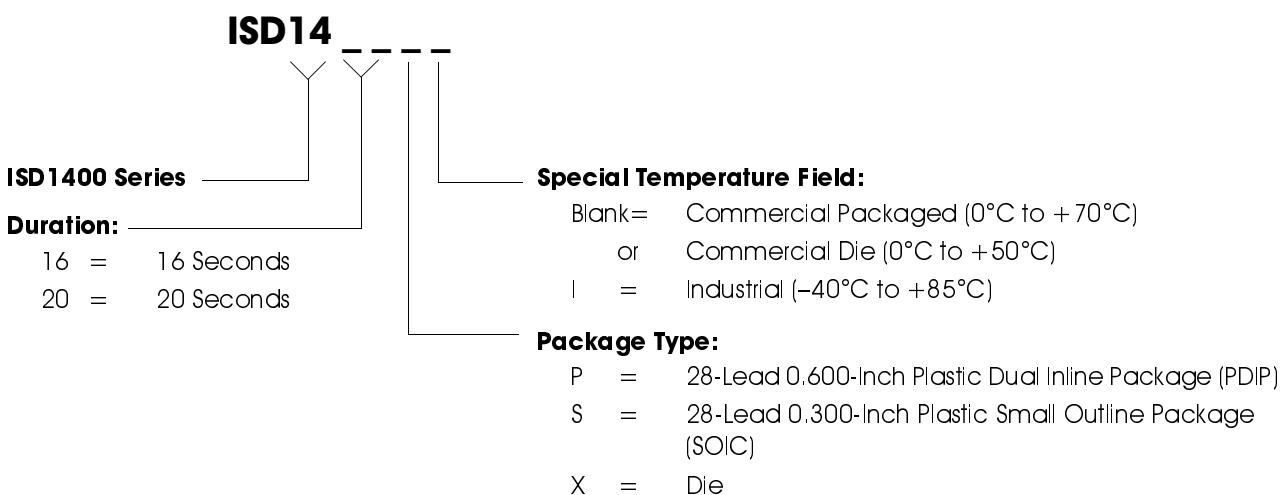 ISD14 _ _ _ _
ISD1400 Series
Duration:
16 = 16 Seconds
20 = 20 Seconds
Special Temperature Field:
Blank= Commercial Packaged (0°C to +70°C)
or Commercial Die (0°C to +50°C)
I = Industrial (–40°C to +85°C)
Package Type:
P = 28-Lead 0.600-Inch Plastic Dual Inline Package (PDIP)
S = 28-Lead 0.300-Inch Plastic Small Outline Package
(SOIC)
X = Die